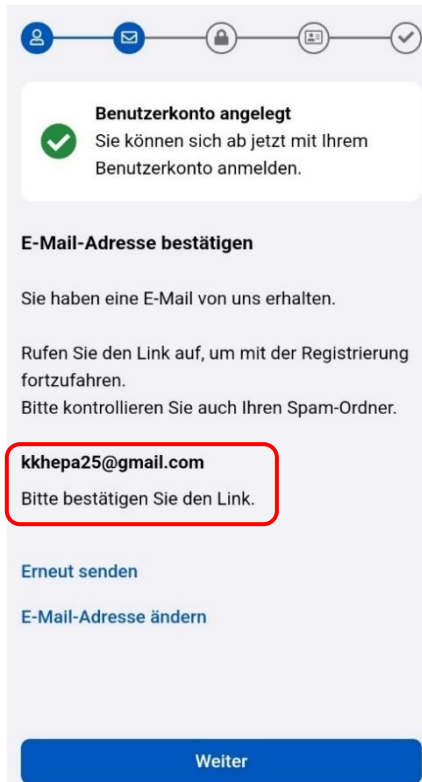 Benutzerkonto angelegt
Sie können sich ab jetzt mit Ihrem
Benutzerkonto anmelden.
E-Mail-Adresse bestätigen
Sie haben eine E-Mail von uns erhalten.
Rufen Sie den Link auf, um mit der Registrierung
fortzufahren.
Bitte kontrollieren Sie auch Ihren Spam-Ordner.
kkhepa25@gmail.com
Bitte bestätigen Sie den Link.
Erneut senden
E-Mail-Adresse ändern
Weiter